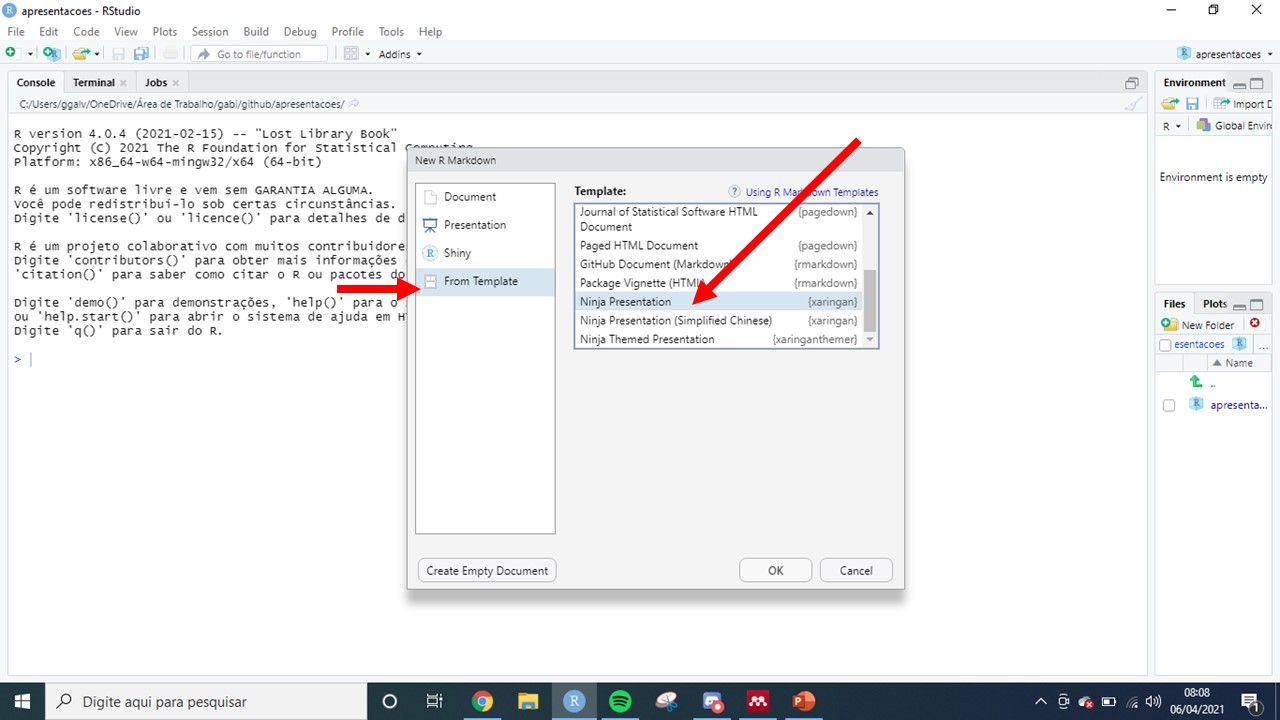 apresentacoes - RStudio
File Edit Code View Plots Session Build Debug Profile Tools Help
Go to file/function Addins apresentacoes
Console Terminal Jobs
C:/Users/ggalv/OneDrive/Área de Trabalho/gabi/github/apresentacoes/
R version 4.0.4 (2021-02-15) -- "Lost Library Book"
Copyright (C) 2021 The R Foundation for Statistical Computing
Platform: x86_64-w64-mingw32/x64 (64-bit)
R é um software livre e vem sem GARANTIA ALGUMA.
Você pode redistribuí-lo sob certas circunstâncias.
Digite 'license()' ou 'licence()' para detalhes de d
R é um projeto colaborativo com muitos contribuidores
Digite 'contributors()' para obter mais informações
'citation()' para saber como citar o R ou pacotes do
Digite 'demo()' para demonstrações, 'help()' para o
ou 'help.start()' para abrir o sistema de ajuda em HT
Digite 'q()' para sair do R.
>
New R Markdown
Document
Presentation
Shiny
From Template
Template: Using R Markdown Templates
Journal of Statistical Software HTML Document {pagedown}
Paged HTML Document {pagedown}
GitHub Document (Markdown) {rmarkdown}
Package Vignette (HTML) {rmarkdown}
Ninja Presentation {xaringan}
Ninja Presentation (Simplified Chinese) {xaringan}
Ninja Themed Presentation {xaringanthemer}
Create Empty Document OK Cancel
Environment
Import D
R Global Enviro
Environment is empty
Files Plots
New Folder
esentacoes ...
Name
..
apresenta...
Digite aqui para pesquisar
08:08
06/04/2021
1